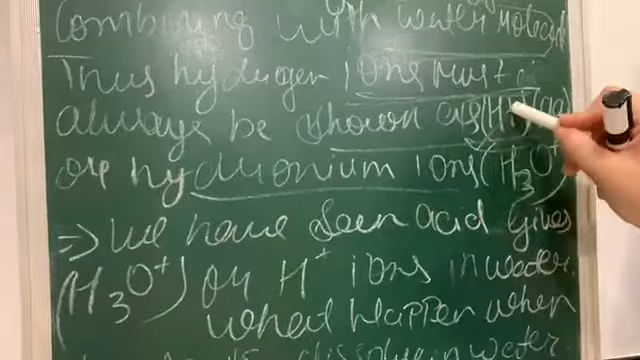 Combining with water molecule
Thus hydrogen ions must
always be shown as (H+) (aq)
or hydronium ions (H3O+)
⇒ We have seen acid gives
(H3O+) or H+ ions in water.
what happen when
dissolve in water.